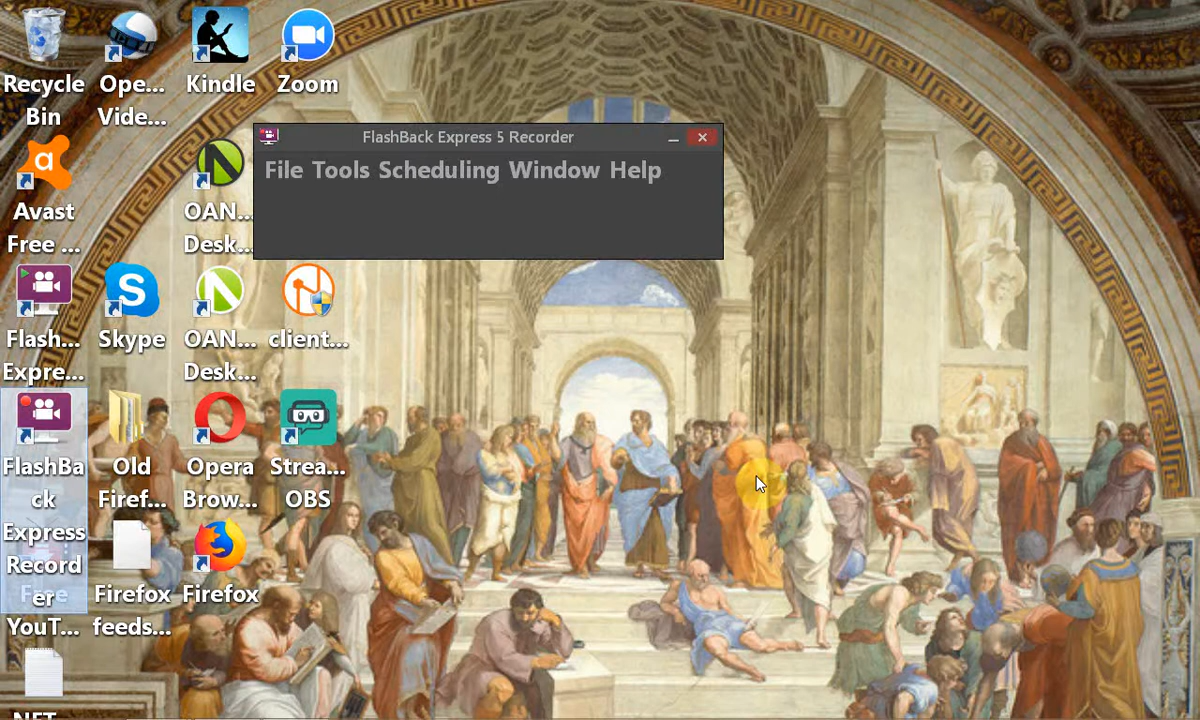 Recycle Bin
Ope... Vide...
Kindle
Zoom
FlashBack Express 5 Recorder
File Tools Scheduling Window Help
Avast Free ...
OAN... Desk...
Flash... Expre...
Skype
OAN... Desk...
client...
FlashBa
ck
Express
Record
er
Old Firef...
Opera Brow...
Strea... OBS
Free
YouT...
Firefox feeds...
Firefox
NET